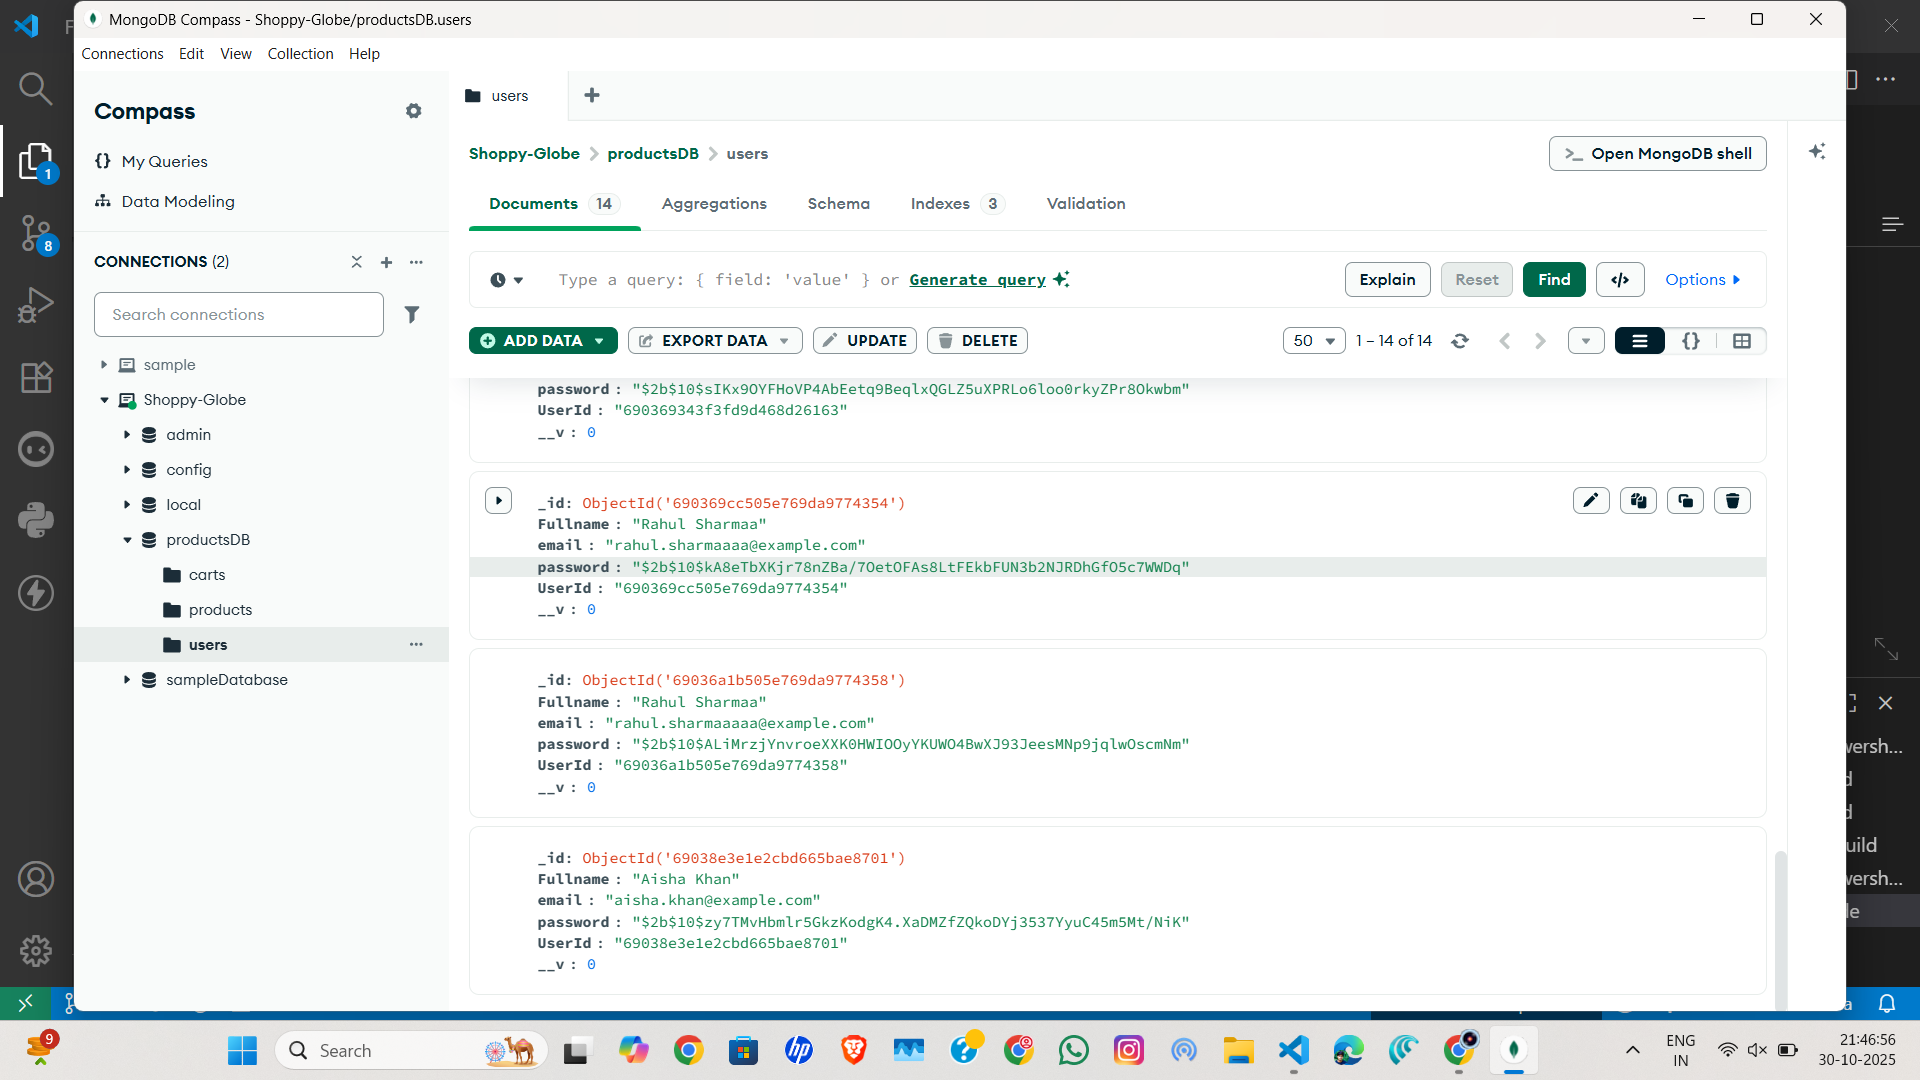 MongoDB Compass - Shoppy-Globe/productsDB.users
Connections Edit View Collection Help
Compass
My Queries
Data Modeling
CONNECTIONS (2)
Search connections
sample
Shoppy-Globe
admin
config
local
productsDB
carts
products
users
sampleDatabase
users
Shoppy-Globe > productsDB > users
>_ Open MongoDB shell
Documents 14 Aggregations Schema Indexes 3 Validation
Type a query: { field: 'value' } or Generate query
Explain Reset Find </> Options
ADD DATA EXPORT DATA UPDATE DELETE
50 1 – 14 of 14 {}
password : "$2b$10$sIKx9OYFHoVP4AbEetq9BeqlxQGLZ5uXPRLo6loo0rkyZPr8Okwbm"
UserId : "690369343f3fd9d468d26163"
__v : 0
_id: ObjectId('690369cc505e769da9774354')
Fullname : "Rahul Sharmaa"
email : "rahul.sharmaaaa@example.com"
password : "$2b$10$kA8eTbXKjr78nZBa/7OetOFAs8LtFEkbFUN3b2NJRDhGfO5c7WWDq"
UserId : "690369cc505e769da9774354"
__v : 0
_id: ObjectId('69036a1b505e769da9774358')
Fullname : "Rahul Sharmaa"
email : "rahul.sharmaaaaa@example.com"
password : "$2b$10$ALiMrzjYnvroeXXK0HWIOOyYKUWO4BwXJ93JeesMNp9jqlwOscmNm"
UserId : "69036a1b505e769da9774358"
__v : 0
_id: ObjectId('69038e3e1e2cbd665bae8701')
Fullname : "Aisha Khan"
email : "aisha.khan@example.com"
password : "$2b$10$zy7TMvHbmlr5GkzKodgK4.XaDMZfZQkoDYj3537YyuC45m5Mt/NiK"
UserId : "69038e3e1e2cbd665bae8701"
__v : 0
1
8
9
Search
hp
ENG
IN
21:46:56
30-10-2025